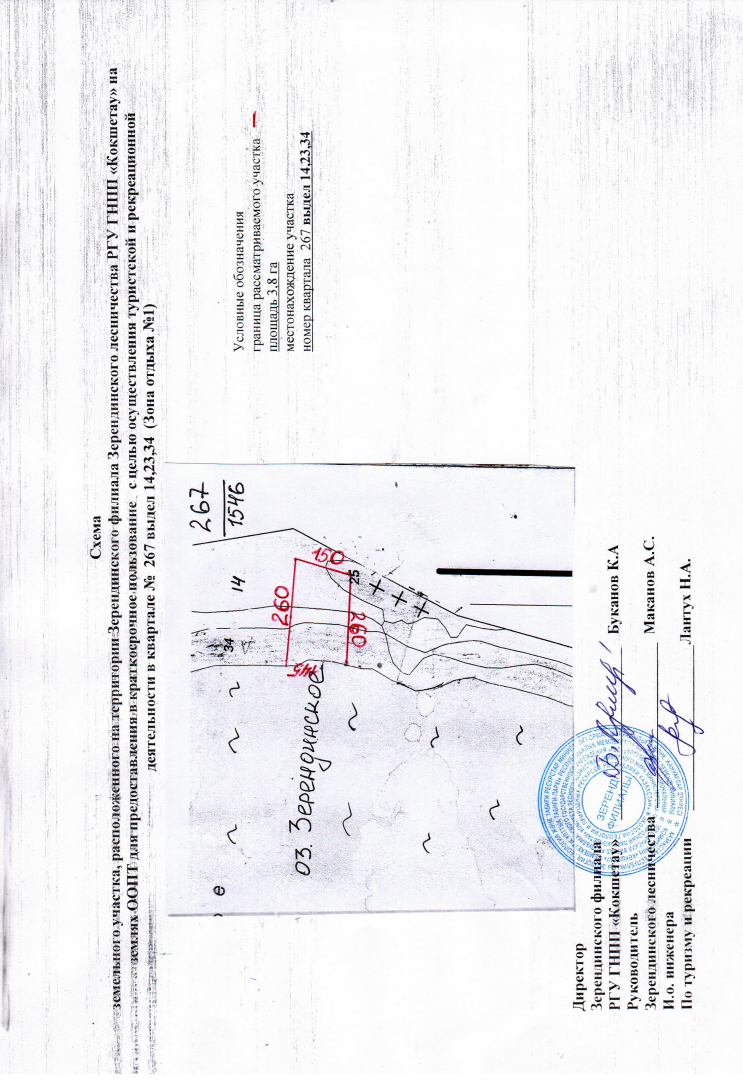 Схема
земельного участка, расположенного на территории Зерендинского филиала Зерендинского лесничества РГУ ГНПП «Кокшетау» на
землях ООПТ для предоставления в краткосрочное пользование с целью осуществления туристской и рекреационной
деятельности в квартале № 267 выдел 14,23,34 (Зона отдыха №1)
Условные обозначения
граница рассматриваемого участка
площадь 3,8 га
местонахождение участка
номер квартала 267 выдел 14,23,34
267
1546
14
34
260
150
25
260
145
оз. Зерендинское
е
Директор
Зерендинского филиала
РГУ ГНПП «Кокшетау» Буканов К.А
Руководитель
Зерендинского лесничества Маканов А.С.
И.о. инженера
По туризму и рекреации Лантух Н.А.
ЗЕРЕНДІ
ФИЛИАЛЫ